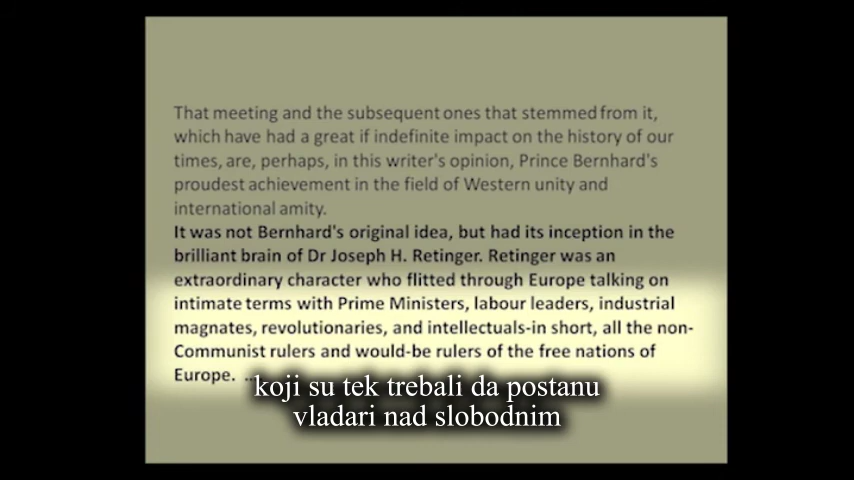 That meeting and the subsequent ones that stemmed from it,
which have had a great if indefinite impact on the history of our
times, are, perhaps, in this writer's opinion, Prince Bernhard's
proudest achievement in the field of Western unity and
international amity.
It was not Bernhard's original idea, but had its inception in the
brilliant brain of Dr Joseph H. Retinger. Retinger was an
extraordinary character who flitted through Europe talking on
intimate terms with Prime Ministers, labour leaders, industrial
magnates, revolutionaries, and intellectuals-in short, all the non-
Communist rulers and would-be rulers of the free nations of
Europe. ..
koji su tek trebali da postanu
vladari nad slobodnim